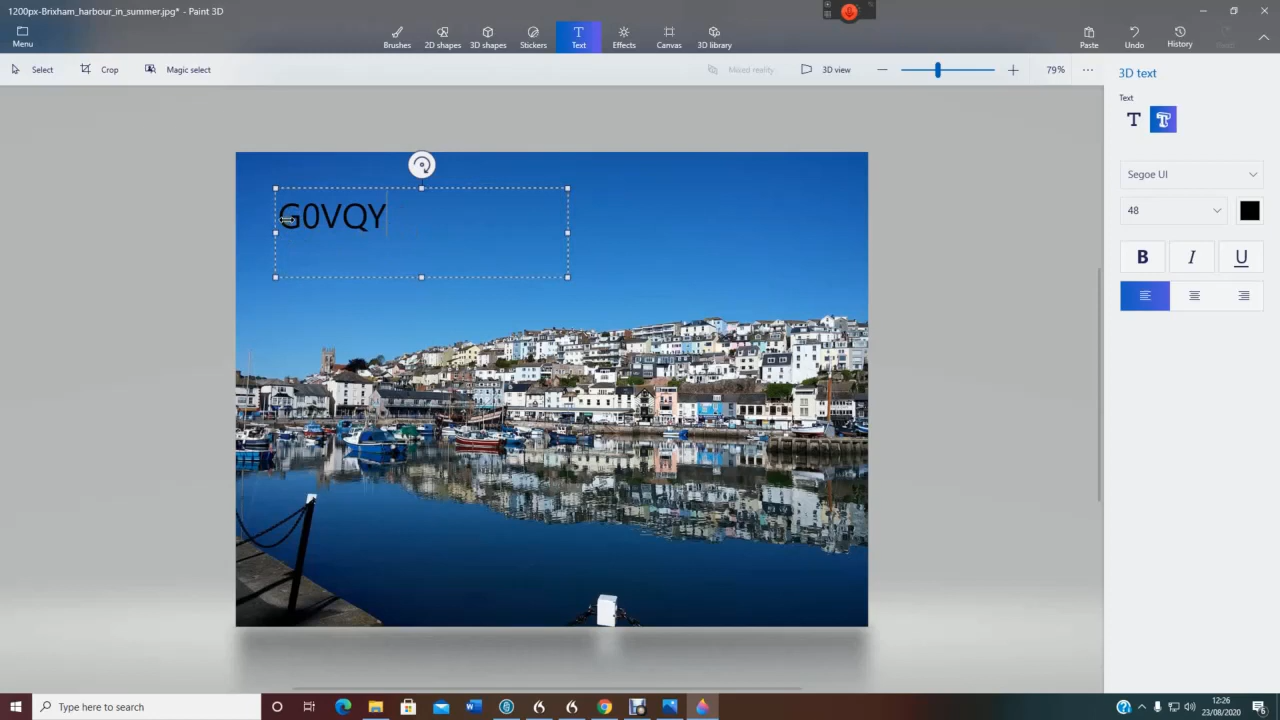 1200px-Brixham_harbour_in_summer.jpg* - Paint 3D
Menu
Brushes
2D shapes
3D shapes
Stickers
Text
Effects
Canvas
3D library
Paste
Undo
History
Select
Crop
Magic select
Mixed reality
3D view
79%
3D text
Text
Segoe UI
48
B
I
U
G0VQY
Type here to search
12:26
23/08/2020